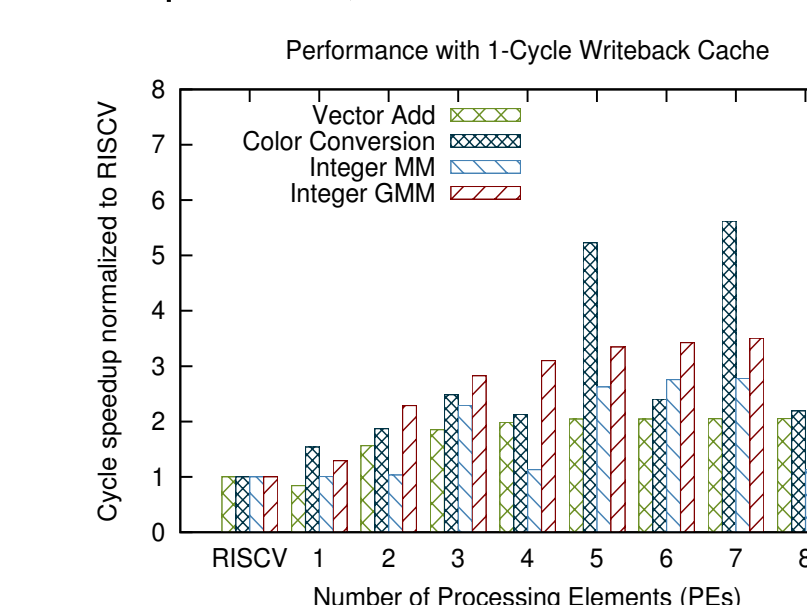 Performance with 1-Cycle Writeback Cache
Cycle speedup normalized to RISCV
8
7
6
5
4
3
2
1
0
Vector Add
Color Conversion
Integer MM
Integer GMM
RISCV 1 2 3 4 5 6 7 8
Number of Processing Elements (PEs)